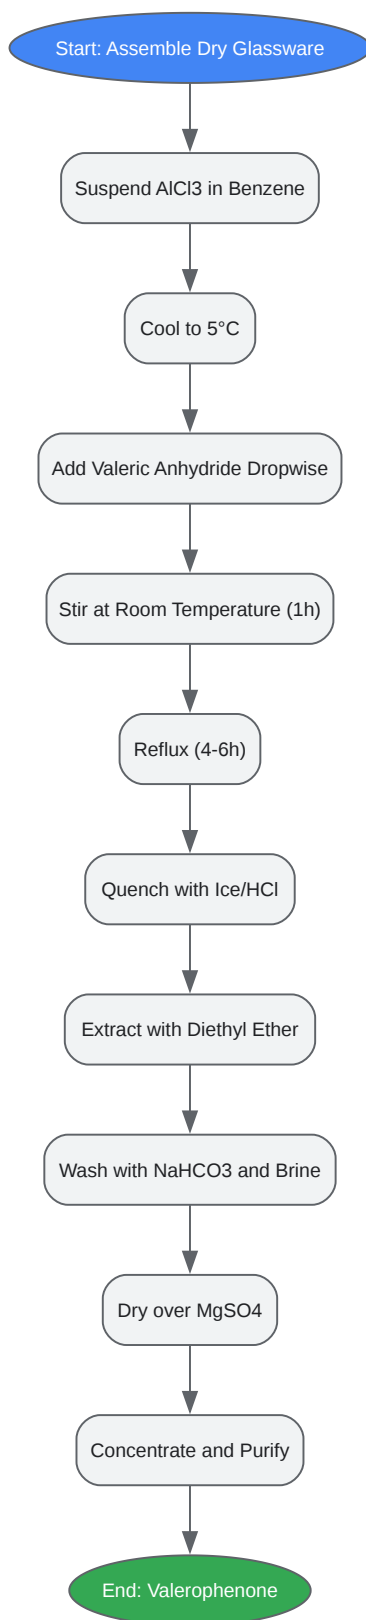 Start: Assemble Dry Glassware
Suspend AlCl3 in Benzene
Cool to 5°C
Add Valeric Anhydride Dropwise
Stir at Room Temperature (1h)
Reflux (4-6h)
Quench with Ice/HCl
Extract with Diethyl Ether
Wash with NaHCO3 and Brine
Dry over MgSO4
Concentrate and Purify
End: Valerophenone